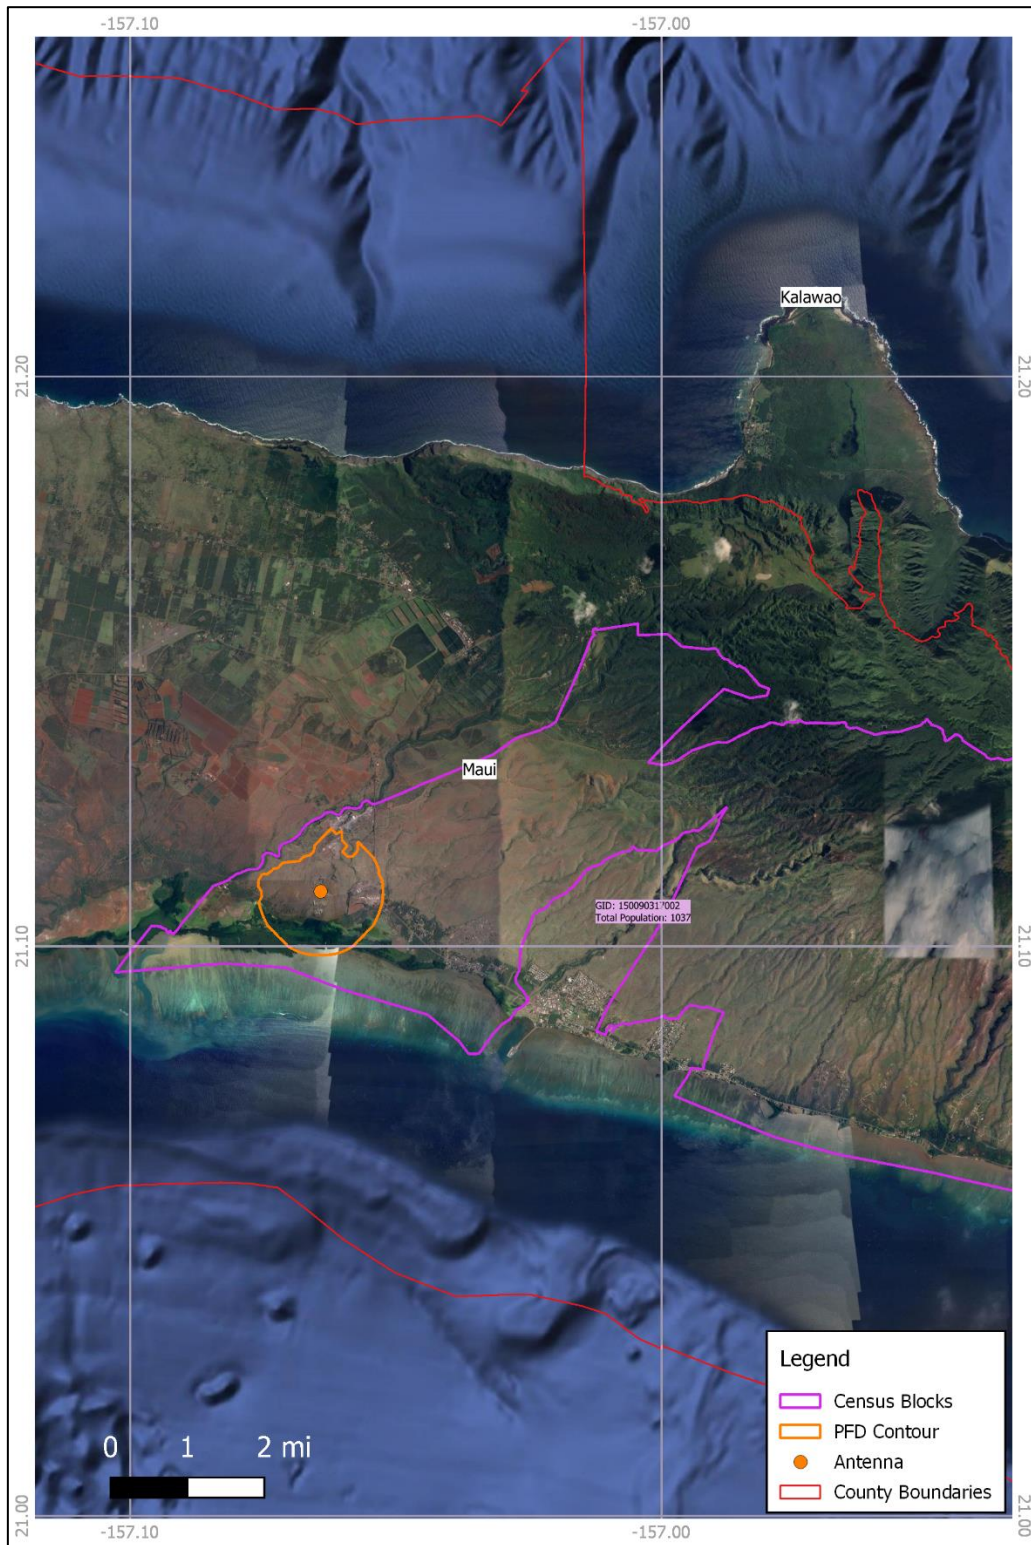 -157.10 -157.00
Kalawao
21.20 21.20
Maui
GID: 150090317002
Total Population: 1037
21.10 21.10
Legend
Census Blocks
PFD Contour
Antenna
County Boundaries
0 1 2 mi
21.00 21.00
-157.10 -157.00